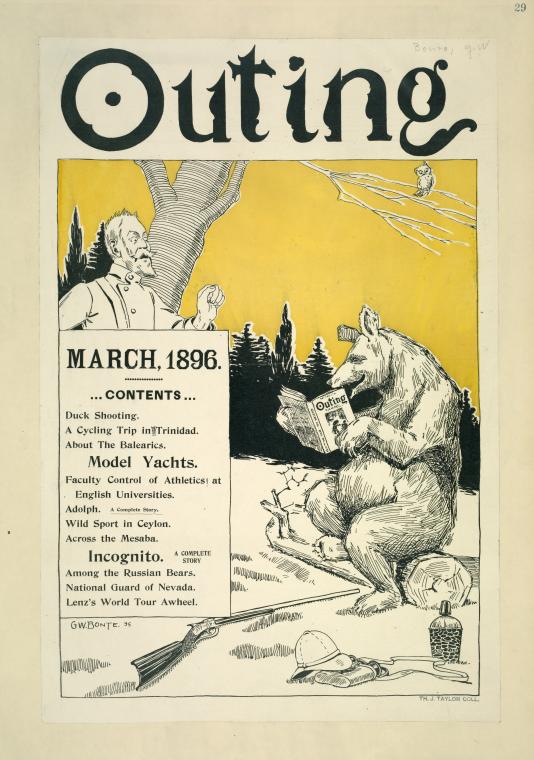 29
Bonte, G.W
Outing
MARCH, 1896.
...CONTENTS...
Duck Shooting.
A Cycling Trip in Trinidad.
About The Balearics.
Model Yachts.
Faculty Control of Athletics at
English Universities.
Adolph. A Complete Story.
Wild Sport in Ceylon.
Across the Mesaba.
Incognito. A COMPLETE
STORY
Among the Russian Bears.
National Guard of Nevada.
Lenz's World Tour Awheel.
Outing
G.W. BONTE. 95
TH. J. TAYLOR COLL.